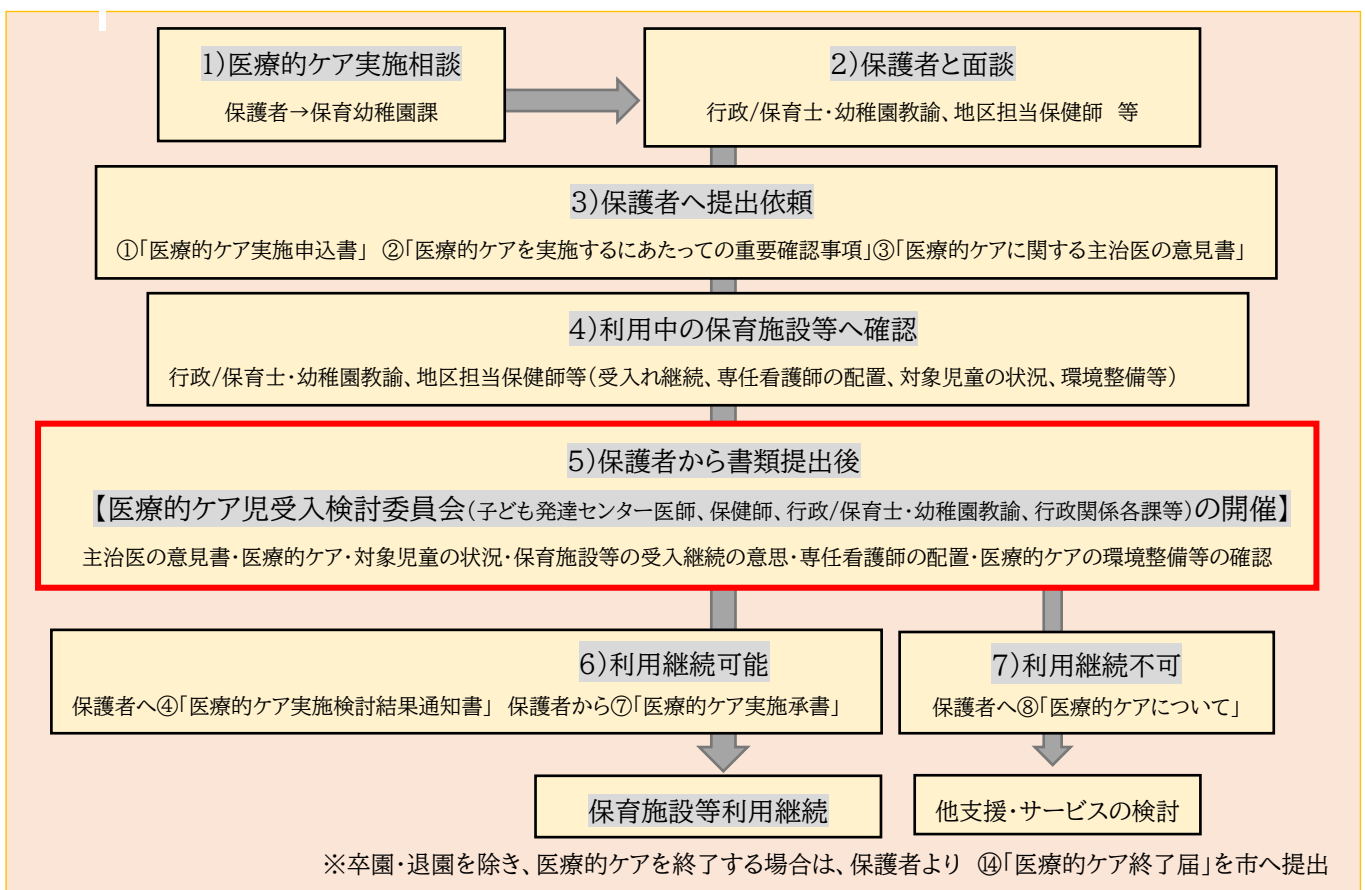 1)医療的ケア実施相談
保護者→保育幼稚園課
2)保護者と面談
行政/保育士・幼稚園教諭、地区担当保健師 等
3)保護者へ提出依頼
①「医療的ケア実施申込書」 ②「医療的ケアを実施するにあたっての重要確認事項」③「医療的ケアに関する主治医の意見書」
4)利用中の保育施設等へ確認
行政/保育士・幼稚園教諭、地区担当保健師等(受入れ継続、専任看護師の配置、対象児童の状況、環境整備等)
5)保護者から書類提出後
【医療的ケア児受入検討委員会(子ども発達センター医師、保健師、行政/保育士・幼稚園教諭、行政関係各課等)の開催】
主治医の意見書・医療的ケア・対象児童の状況・保育施設等の受入継続の意思・専任看護師の配置・医療的ケアの環境整備等の確認
6)利用継続可能
保護者へ④「医療的ケア実施検討結果通知書」 保護者から⑦「医療的ケア実施承書」
7)利用継続不可
保護者へ⑧「医療的ケアについて」
保育施設等利用継続
他支援・サービスの検討
※卒園・退園を除き、医療的ケアを終了する場合は、保護者より ⑭「医療的ケア終了届」を市へ提出